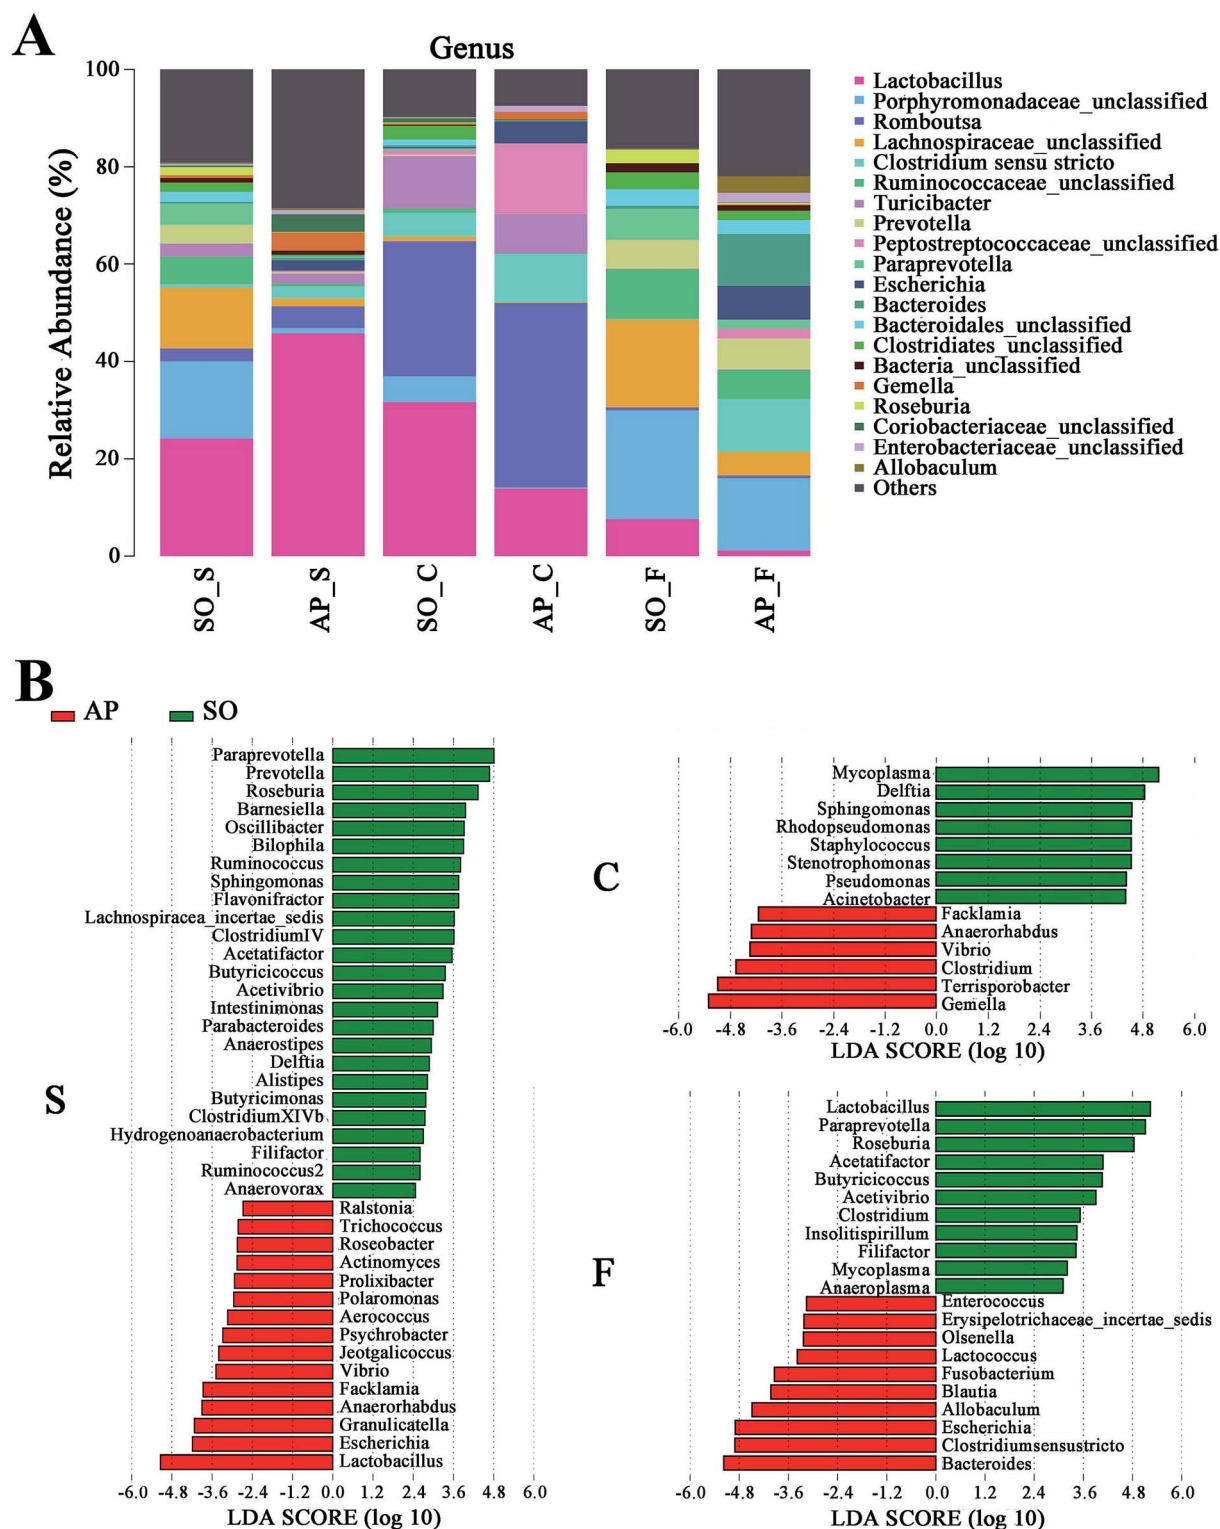 A
Genus
Relative Abundance (%)
100
80
60
40
20
0
SO_S
AP_S
SO_C
AP_C
SO_F
AP_F
Lactobacillus
Porphyromonadaceae_unclassified
Romboutsa
Lachnospiraceae_unclassified
Clostridium sensu stricto
Ruminococcaceae_unclassified
Turicibacter
Prevotella
Peptostreptococcaceae_unclassified
Paraprevotella
Escherichia
Bacteroides
Bacteroidales_unclassified
Clostridiates_unclassified
Bacteria_unclassified
Gemella
Roseburia
Coriobacteriaceae_unclassified
Enterobacteriaceae_unclassified
Allobaculum
Others
B
AP SO
S
Paraprevotella
Prevotella
Roseburia
Barnesiella
Oscillibacter
Bilophila
Ruminococcus
Sphingomonas
Flavonifractor
Lachnospiracea_incertae_sedis
ClostridiumIV
Acetatifactor
Butyricicoccus
Acetivibrio
Intestinimonas
Parabacteroides
Anaerostipes
Delftia
Alistipes
Butyricimonas
ClostridiumXIVb
Hydrogenoanaerobacterium
Filifactor
Ruminococcus2
Anaerovorax
Ralstonia
Trichococcus
Roseobacter
Actinomyces
Prolixibacter
Polaromonas
Aerococcus
Psychrobacter
Jeotgalicoccus
Vibrio
Facklamia
Anaerorhabdus
Granulicatella
Escherichia
Lactobacillus
-6.0 -4.8 -3.6 -2.4 -1.2 0.0 1.2 2.4 3.6 4.8 6.0
LDA SCORE (log 10)
C
Mycoplasma
Delftia
Sphingomonas
Rhodopseudomonas
Staphylococcus
Stenotrophomonas
Pseudomonas
Acinetobacter
Facklamia
Anaerorhabdus
Vibrio
Clostridium
Terrisporobacter
Gemella
-6.0 -4.8 -3.6 -2.4 -1.2 0.0 1.2 2.4 3.6 4.8 6.0
LDA SCORE (log 10)
F
Lactobacillus
Paraprevotella
Roseburia
Acetatifactor
Butyricicoccus
Acetivibrio
Clostridium
Insolitispirillum
Filifactor
Mycoplasma
Anaeroplasma
Enterococcus
Erysipelotrichaceae_incertae_sedis
Olsenella
Lactococcus
Fusobacterium
Blautia
Allobaculum
Escherichia
Clostridiumsensustricto
Bacteroides
-6.0 -4.8 -3.6 -2.4 -1.2 0.0 1.2 2.4 3.6 4.8 6.0
LDA SCORE (log 10)